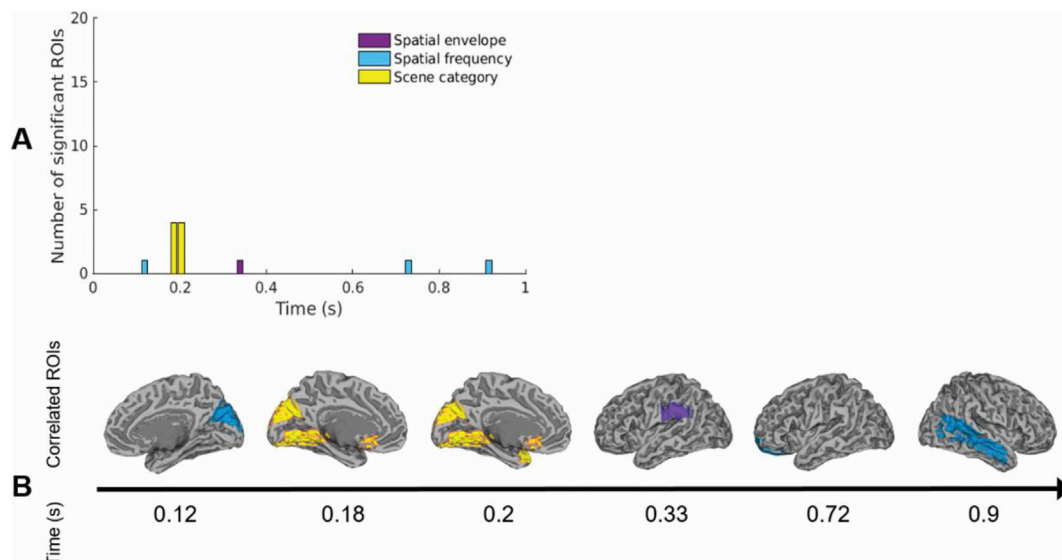 A
Number of significant ROIs
20
15
10
5
0
0 0.2 0.4 0.6 0.8 1
Time (s)
Spatial envelope
Spatial frequency
Scene category
B
Correlated ROIs
Time (s)
0.12 0.18 0.2 0.33 0.72 0.9